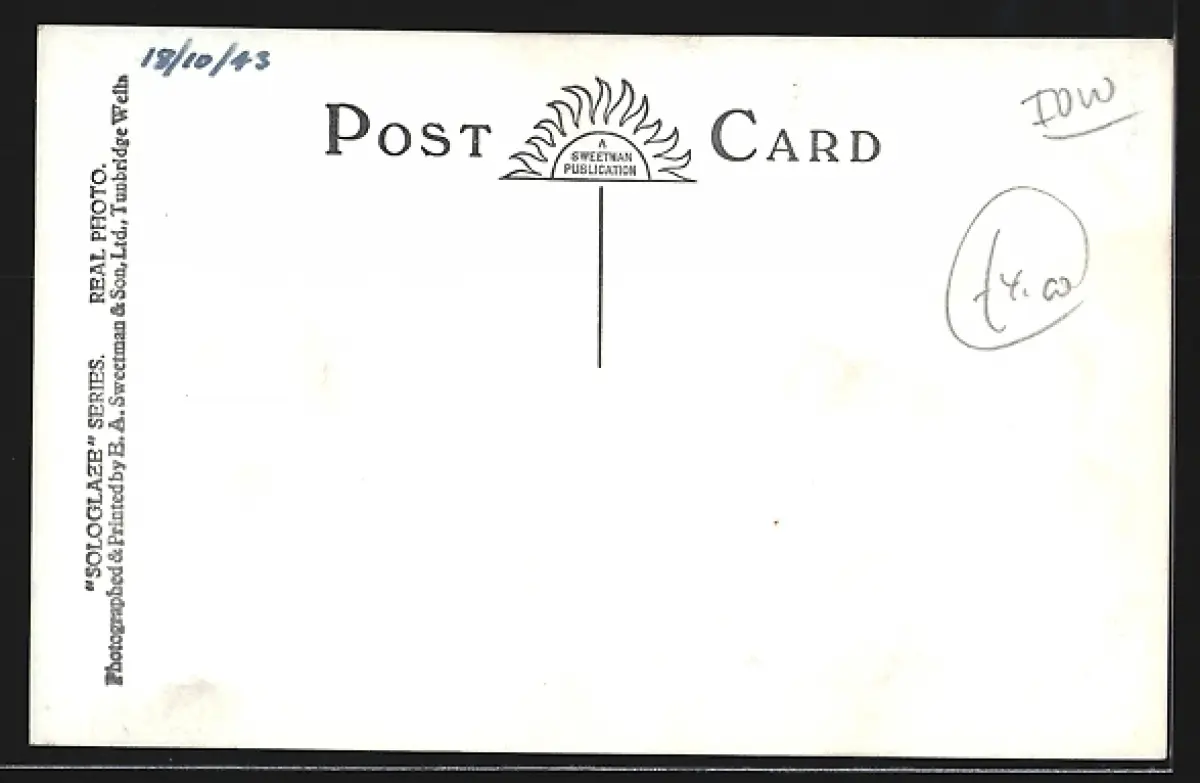 18/10/43
POST CARD
A
SWEETMAN
PUBLICATION
IOW
£4.00
"SOLOGLAZE" SERIES. REAL PHOTO.
Photographed & Printed by E. A. Sweetman & Son, Ltd., Tunbridge Wells